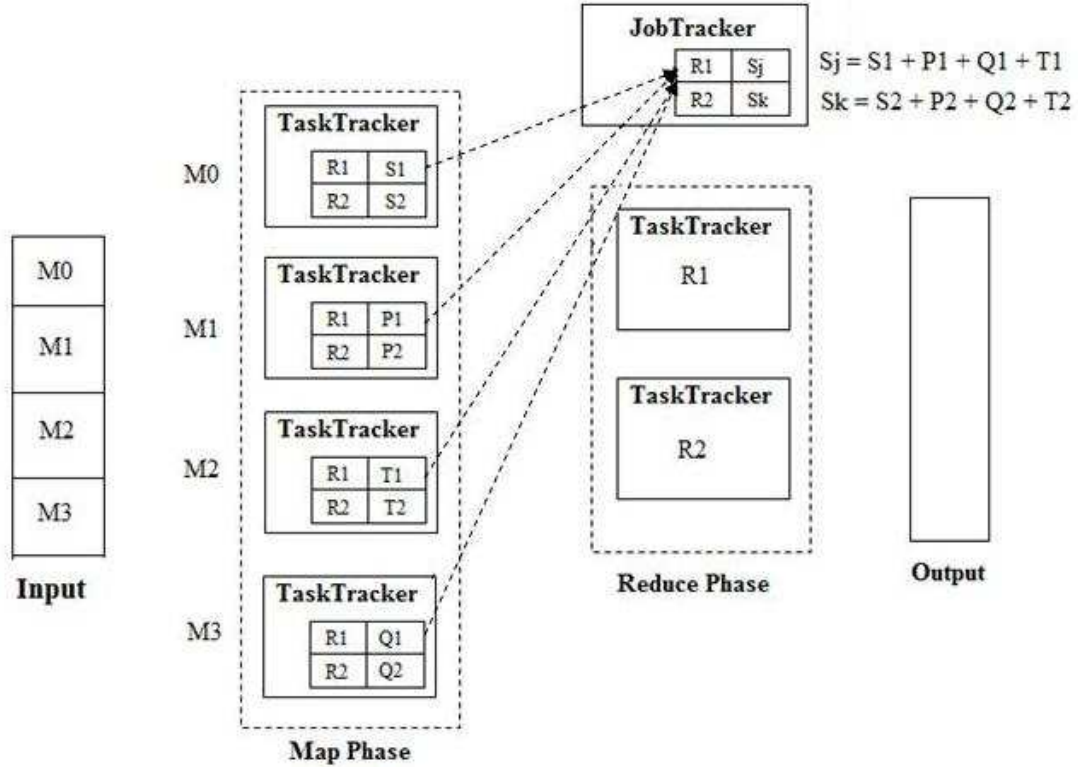 JobTracker
R1 Sj
R2 Sk
Sj = S1 + P1 + Q1 + T1
Sk = S2 + P2 + Q2 + T2
M0
M1
M2
M3
Input
M0
TaskTracker
R1 S1
R2 S2
M1
TaskTracker
R1 P1
R2 P2
M2
TaskTracker
R1 T1
R2 T2
M3
TaskTracker
R1 Q1
R2 Q2
Map Phase
TaskTracker
R1
TaskTracker
R2
Reduce Phase
Output